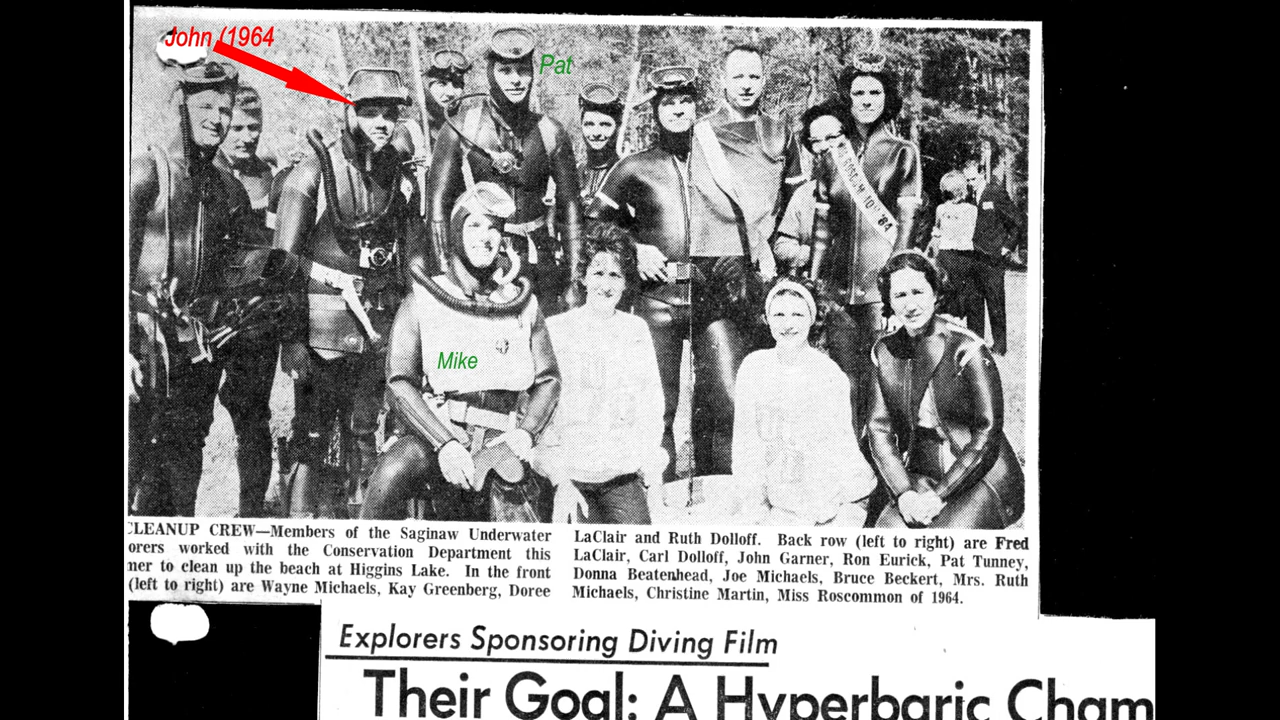 John (1964
Pat
Mike
CLEANUP CREW—Members of the Saginaw Underwater
orers worked with the Conservation Department this
mer to clean up the beach at Higgins Lake. In the front
(left to right) are Wayne Michaels, Kay Greenberg, Doree
LaClair and Ruth Dolloff. Back row (left to right) are Fred
LaClair, Carl Dolloff, John Garner, Ron Eurick, Pat Tunney,
Donna Beatenhead, Joe Michaels, Bruce Beckert, Mrs. Ruth
Michaels, Christine Martin, Miss Roscommon of 1964.
Explorers Sponsoring Diving Film
Their Goal: A Hyperbaric Cham